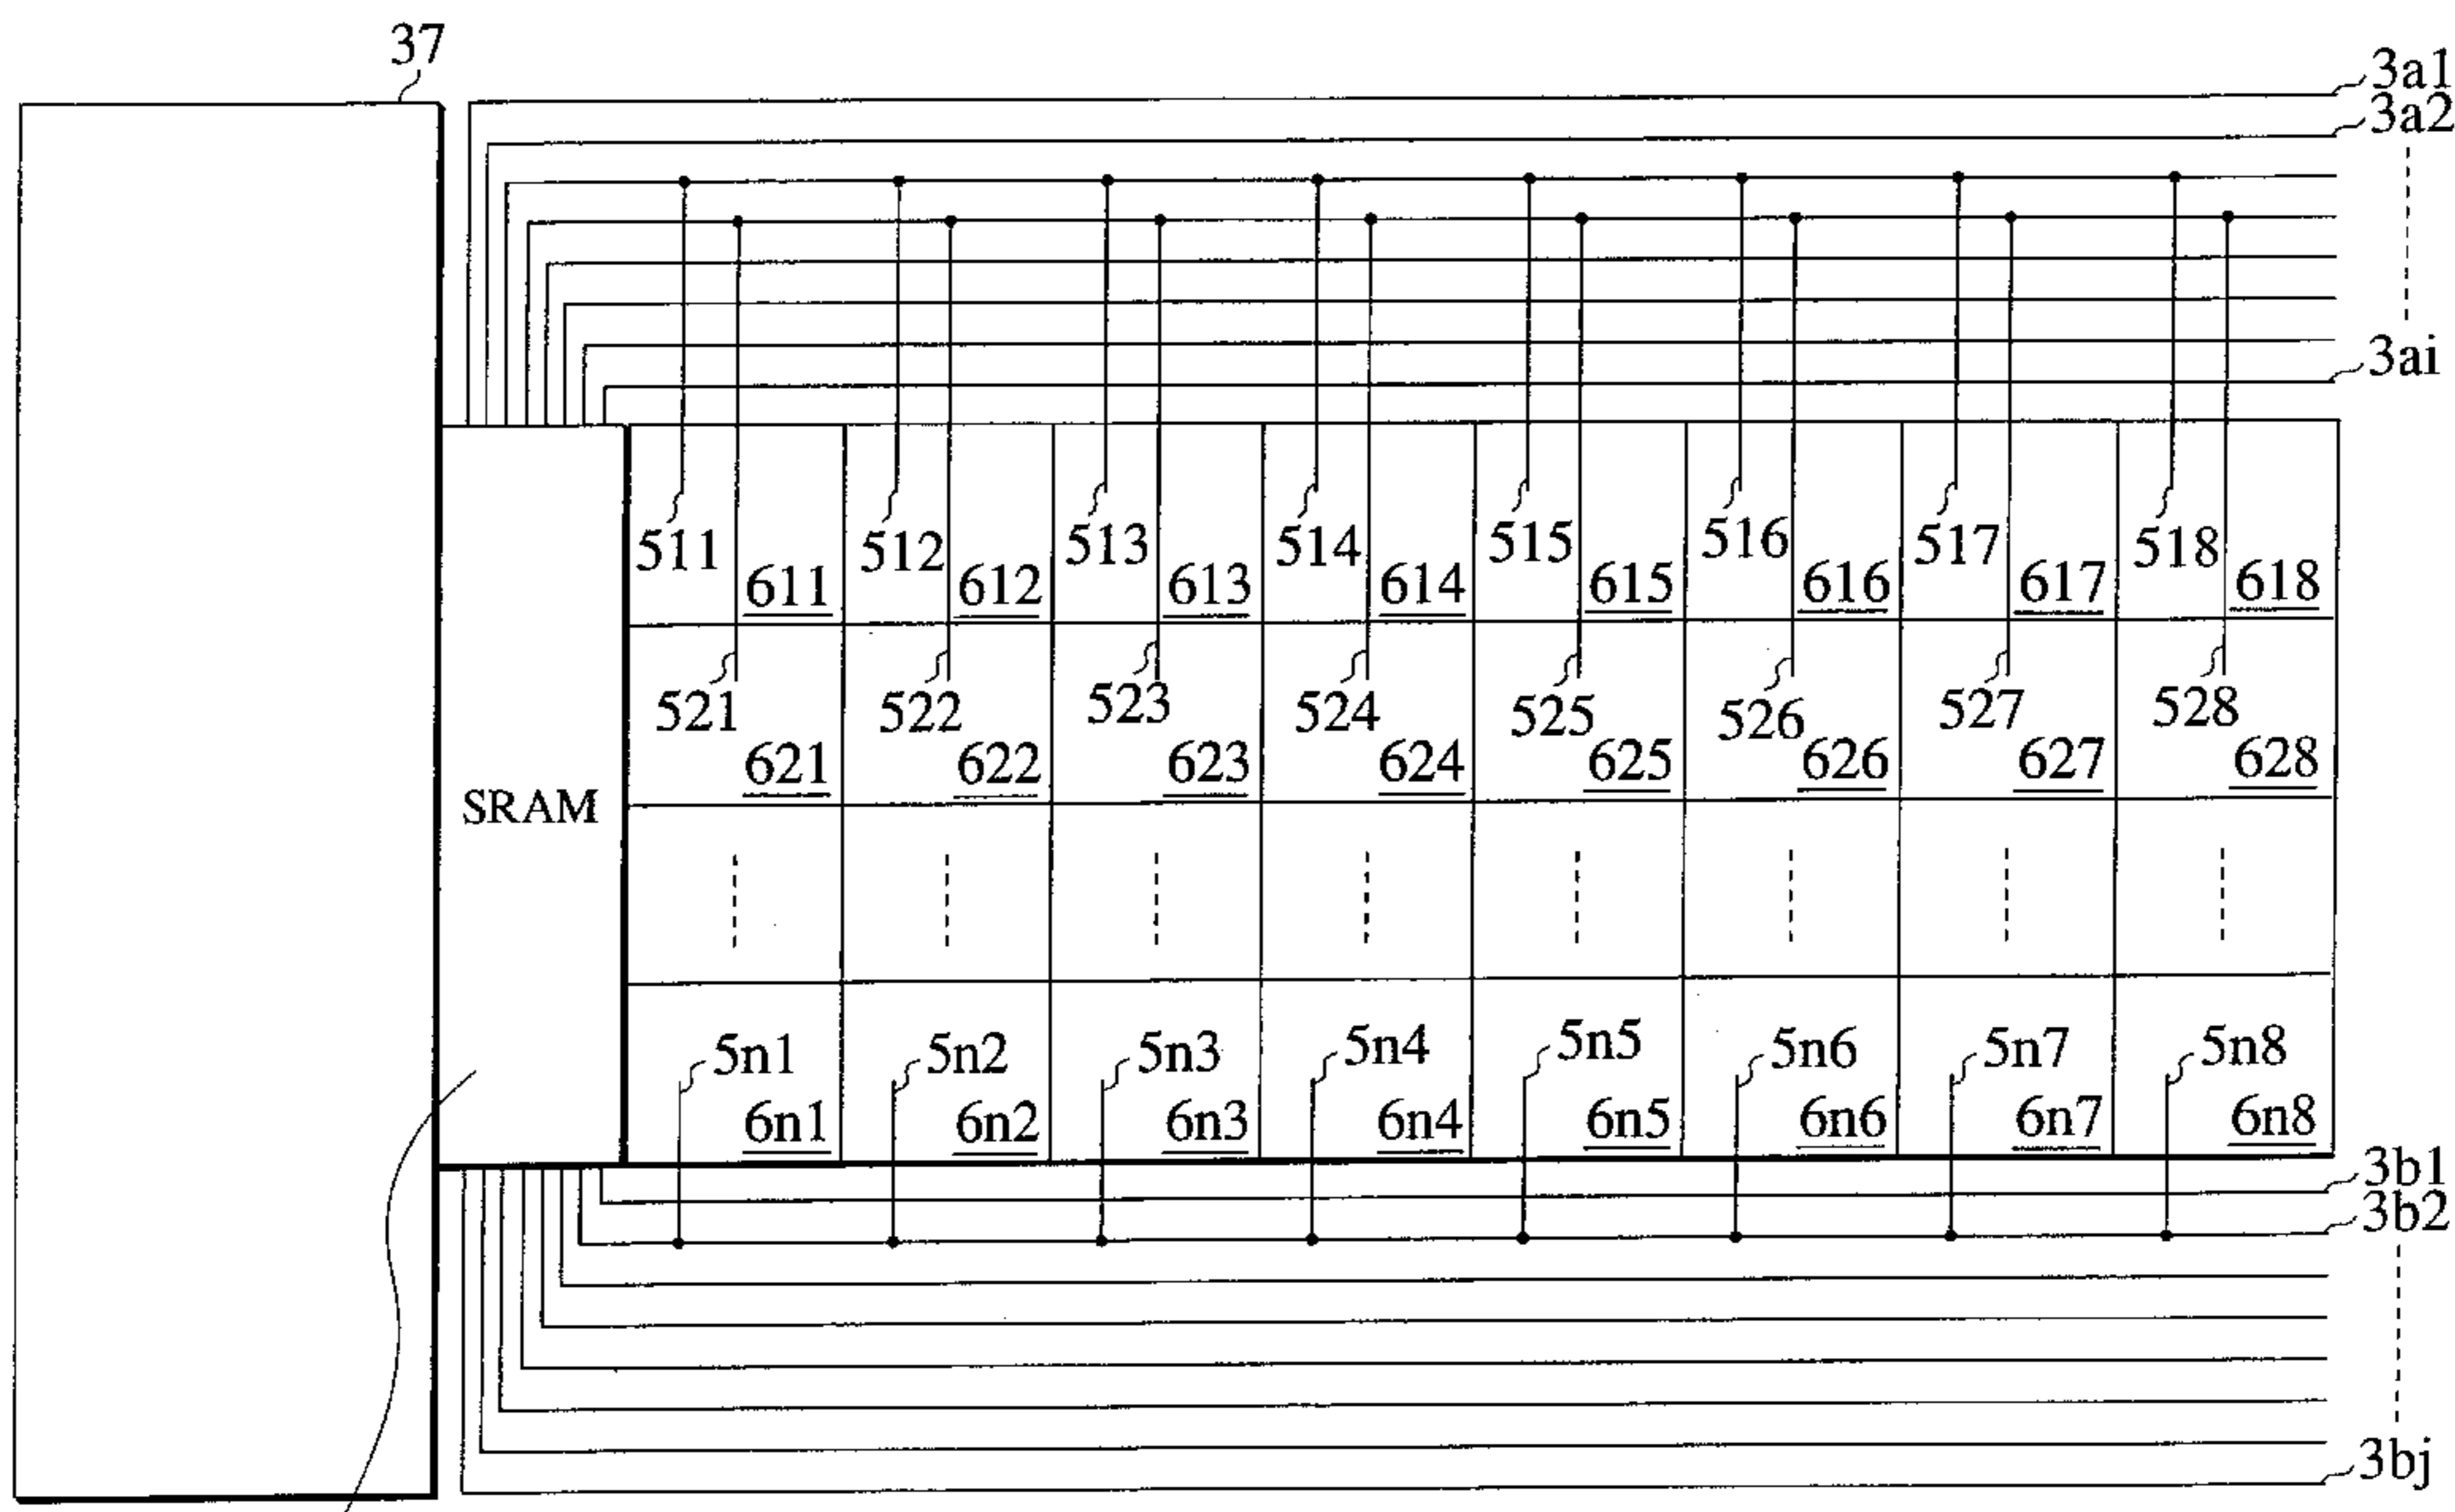 37
3a1
3a2
3ai
511 512 513 514 515 516 517 518
611 612 613 614 615 616 617 618
521 522 523 524 525 526 527 528
621 622 623 624 625 626 627 628
SRAM
5n1 5n2 5n3 5n4 5n5 5n6 5n7 5n8
6n1 6n2 6n3 6n4 6n5 6n6 6n7 6n8
3b1
3b2
3bj